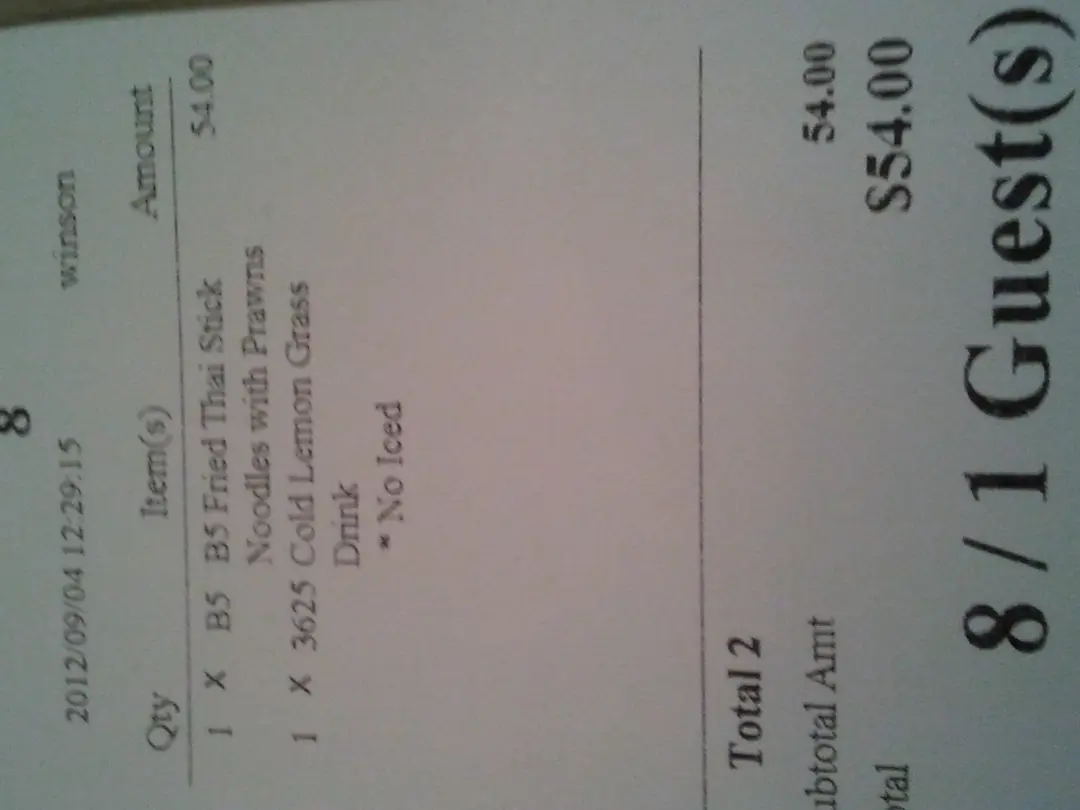 8
2012/09/04 12:29:15 winson
Qty Item(s) Amount
1 X B5 B5 Fried Thai Stick 54.00
Noodles with Prawns
1 X 3625 Cold Lemon Grass
Drink
* No Iced
Total 2
ubtotal Amt 54.00
otal $54.00
8 / 1 Guest(s)